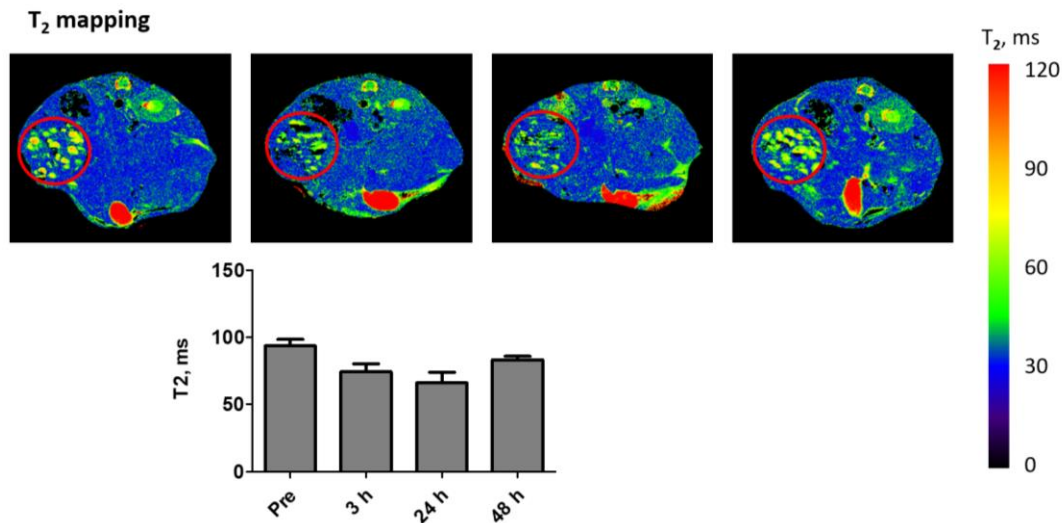 T₂ mapping
T₂, ms
120
90
60
30
0
150
100
50
0
T2, ms
Pre
3 h
24 h
48 h